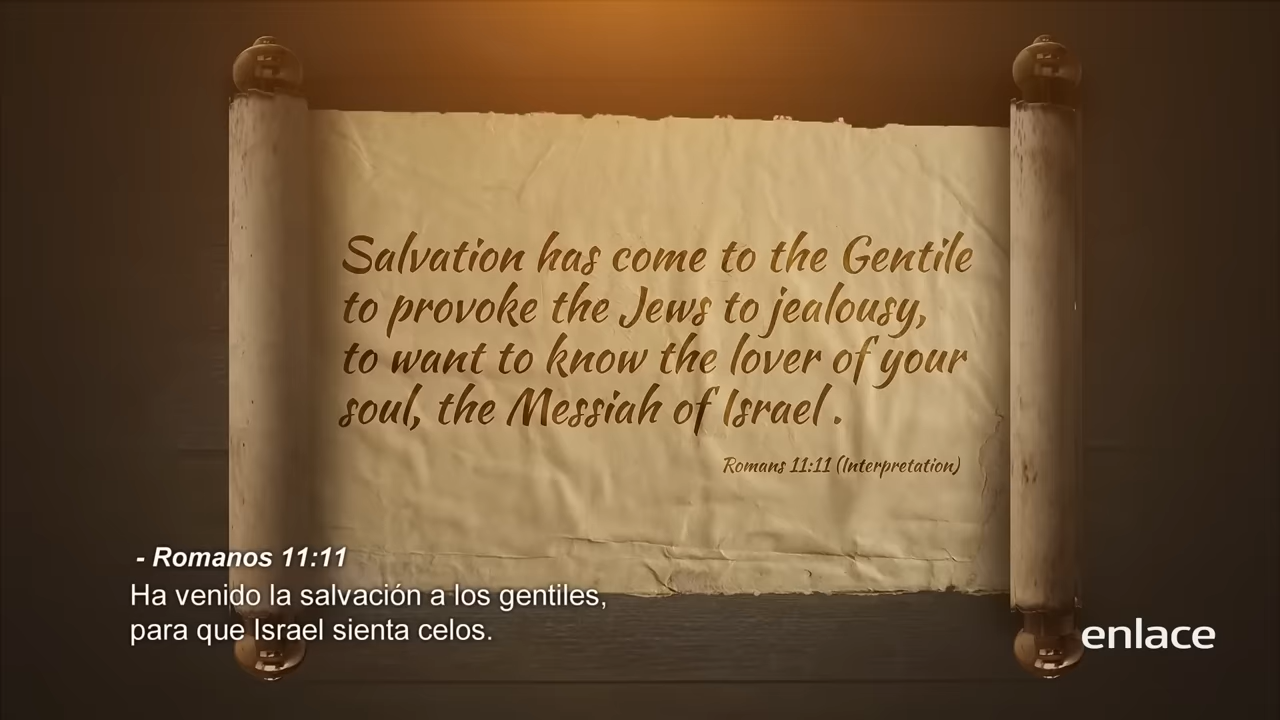 Salvation has come to the Gentile
to provoke the Jews to jealousy,
to want to know the lover of your
soul, the Messiah of Israel .
Romans 11:11 (Interpretation)
- Romanos 11:11
Ha venido la salvación a los gentiles,
para que Israel sienta celos.
enlace